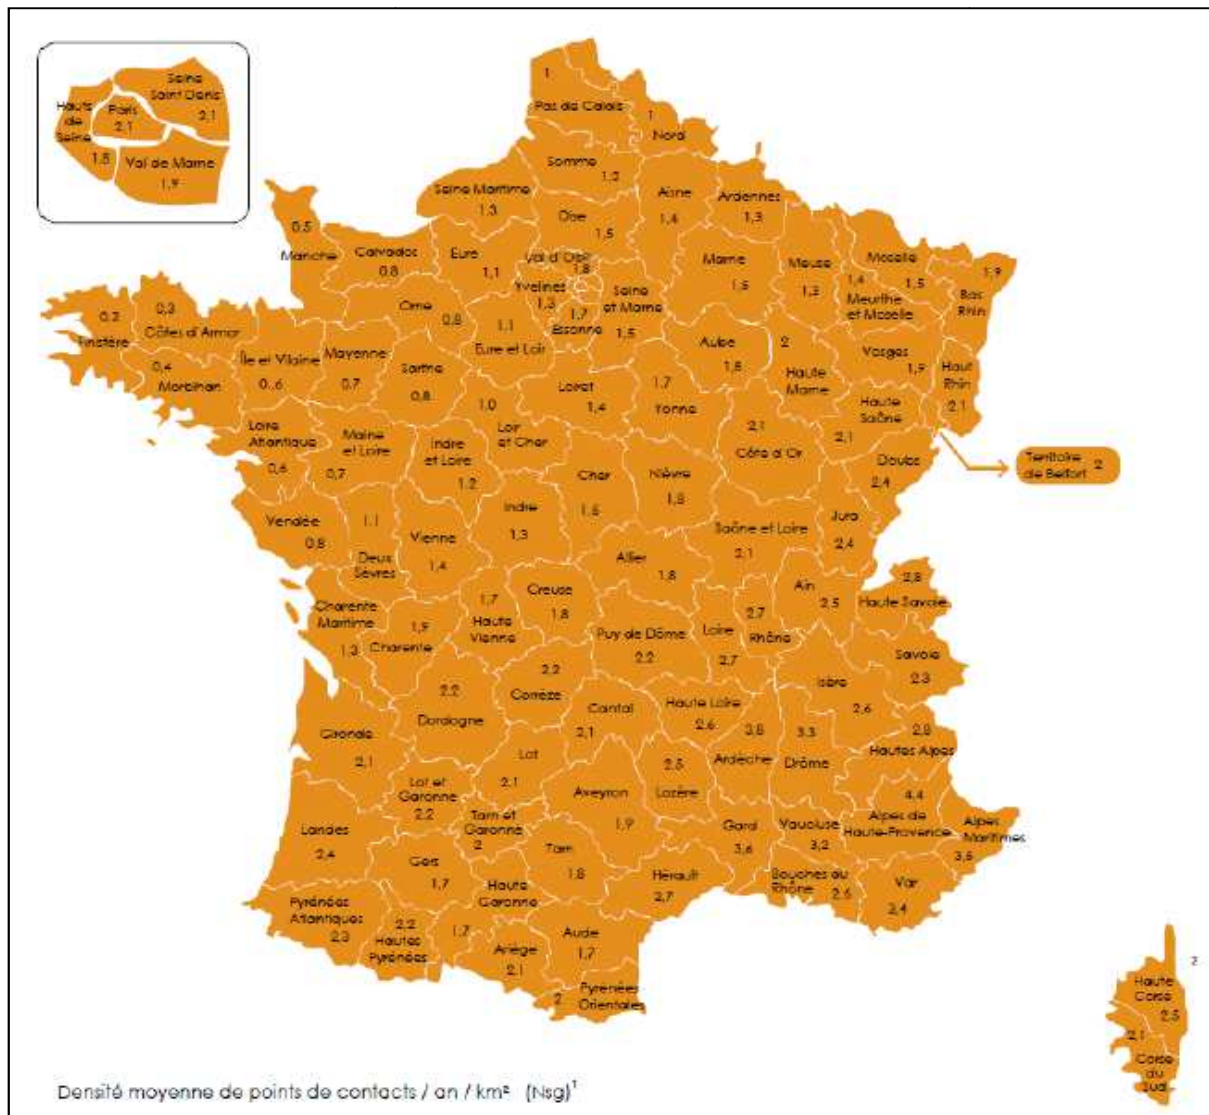 Seine
Saint Denis
2,1
Hauts
de
Seine
1,8
Paris
2,1
Val de Marne
1,9
1
Pas de Calais
1
Nord
Somme
1,2
Seine Maritime
1,3
Aisne
1,4
Ardennes
1,3
Oise
1,5
0,5
Manche
Calvados
0,8
Eure
1,1
Val d'Oise
1,8
Yvelines
1,3
1,7
Essonne
Seine
et Marne
1,5
Marne
1,5
Meuse
1,3
Moselle
1,5
1,4
Meurthe
et Moselle
1,9
Bas
Rhin
0,2
Finistère
0,3
Côtes d'Armor
0,4
Morbihan
Île et Vilaine
0,,6
Mayenne
0,7
Orne
0,8
Sarthe
0,8
1,1
Eure et Loir
Aube
1,8
2
Haute
Marne
Vosges
1,9
Haut
Rhin
2,1
Loiret
1,4
1,7
Yonne
1,0
Loir
et Cher
Haute
Saône
2,1
2,1
Côte d'Or
Territoire
de Belfort
2
Loire
Atlantique
0,6
Maine
et Loire
0,7
Indre
et Loire
1,2
Cher
1,5
Nièvre
1,8
Doubs
2,4
Jura
2,4
Vendée
0,8
1,1
Deux
Sèvres
Vienne
1,4
Indre
1,3
Allier
1,8
Saône et Loire
2,1
Ain
2,5
2,8
Haute Savoie
Charente
Maritime
1,3
1,9
Charente
1,7
Haute
Vienne
Creuse
1,8
Puy de Dôme
2,2
Loire
2,7
2,7
Rhône
Savoie
2,3
Isère
2,6
2,2
Corrèze
2,2
Dordogne
Cantal
2,1
Haute Loire
2,6
3,8
Ardèche
3,3
Drôme
2,8
Hautes Alpes
Gironde
2,1
Lot
2,1
Lot et
Garonne
2,2
Aveyron
1,9
2,5
Lozère
4,4
Alpes de
Haute-Provence
Alpes
Maritimes
3,5
Landes
2,4
Tarn et
Garonne
2
Tarn
1,8
Gard
3,6
Vaucluse
3,2
Gers
1,7
Haute
Garonne
1,7
Hérault
2,7
Bouches du
Rhône
2,5
Var
3,4
Pyrénées
Atlantiques
2,3
2,2
Hautes
Pyrénées
Ariège
2,1
Aude
1,7
2
Pyrénées
Orientales
2
Haute
Corse
2,5
2,1
Corse
du
Sud
Densité moyenne de points de contacts / an / km² (Nsg)¹